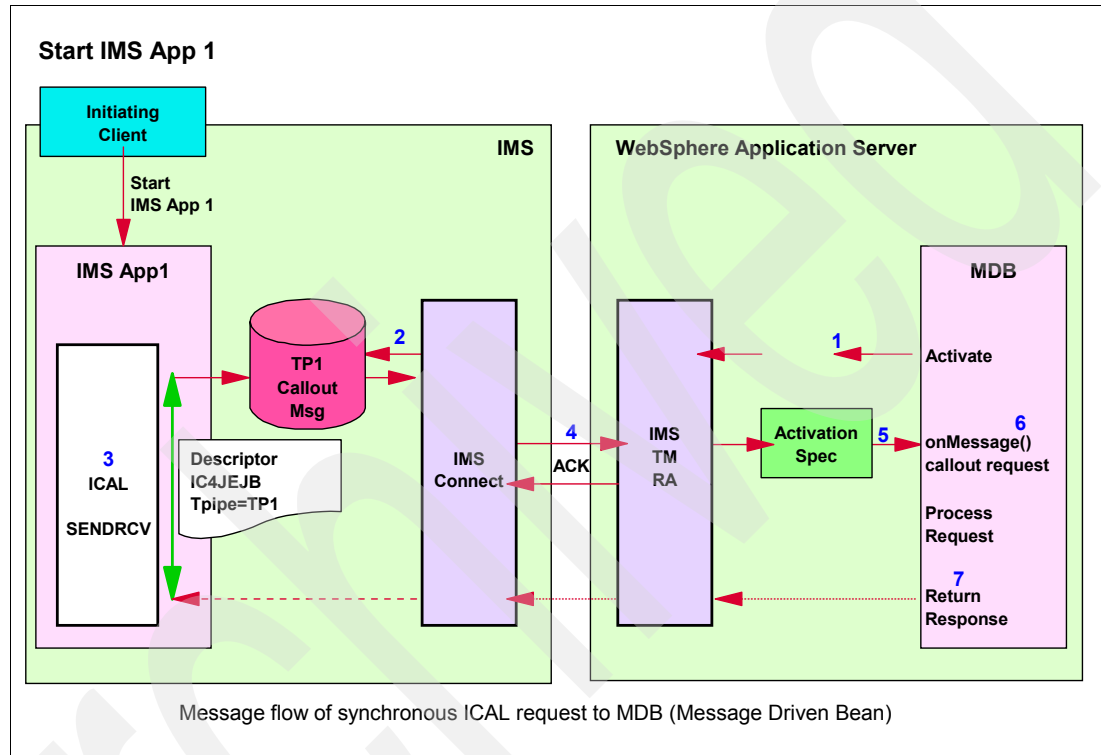 Start IMS App 1
Initiating
Client
IMS
WebSphere Application Server
Start
IMS App 1
IMS App1
MDB
2
1
Activate
TP1
Callout
Msg
3
ICAL
SENDRCV
Descriptor
IC4JEJB
Tpipe=TP1
IMS
Connect
4
ACK
IMS
TM
RA
Activation
Spec
5
6
onMessage()
callout request
Process
Request
7
Return
Response
Message flow of synchronous ICAL request to MDB (Message Driven Bean)